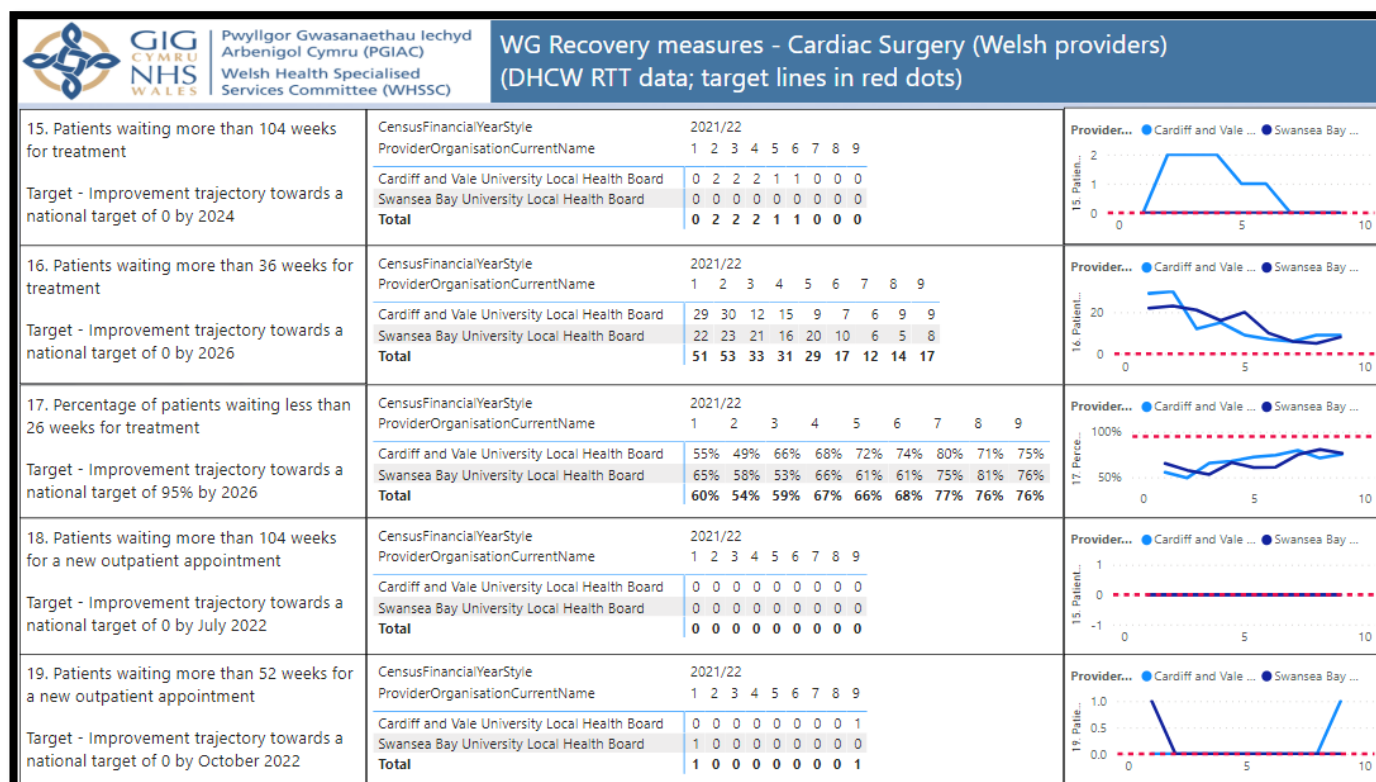 GIG
CYMRU
NHS
WALES
Pwyllgor Gwasanaethau Iechyd
Arbenigol Cymru (PGIAC)
Welsh Health Specialised
Services Committee (WHSSC)
WG Recovery measures - Cardiac Surgery (Welsh providers)
(DHCW RTT data; target lines in red dots)
15. Patients waiting more than 104 weeks
for treatment
Target - Improvement trajectory towards a
national target of 0 by 2024
CensusFinancialYearStyle 2021/22
ProviderOrganisationCurrentName 1 2 3 4 5 6 7 8 9
Cardiff and Vale University Local Health Board 0 2 2 2 1 1 0 0 0
Swansea Bay University Local Health Board 0 0 0 0 0 0 0 0 0
Total 0 2 2 2 1 1 0 0 0
Provider... Cardiff and Vale ... Swansea Bay ...
15. Patien...
2
1
0
0 5 10
16. Patients waiting more than 36 weeks for
treatment
Target - Improvement trajectory towards a
national target of 0 by 2026
CensusFinancialYearStyle 2021/22
ProviderOrganisationCurrentName 1 2 3 4 5 6 7 8 9
Cardiff and Vale University Local Health Board 29 30 12 15 9 7 6 9 9
Swansea Bay University Local Health Board 22 23 21 16 20 10 6 5 8
Total 51 53 33 31 29 17 12 14 17
Provider... Cardiff and Vale ... Swansea Bay ...
16. Patient...
20
0
0 5 10
17. Percentage of patients waiting less than
26 weeks for treatment
Target - Improvement trajectory towards a
national target of 95% by 2026
CensusFinancialYearStyle 2021/22
ProviderOrganisationCurrentName 1 2 3 4 5 6 7 8 9
Cardiff and Vale University Local Health Board 55% 49% 66% 68% 72% 74% 80% 71% 75%
Swansea Bay University Local Health Board 65% 58% 53% 66% 61% 61% 75% 81% 76%
Total 60% 54% 59% 67% 66% 68% 77% 76% 76%
Provider... Cardiff and Vale ... Swansea Bay ...
17. Perce...
100%
50%
0 5 10
18. Patients waiting more than 104 weeks
for a new outpatient appointment
Target - Improvement trajectory towards a
national target of 0 by July 2022
CensusFinancialYearStyle 2021/22
ProviderOrganisationCurrentName 1 2 3 4 5 6 7 8 9
Cardiff and Vale University Local Health Board 0 0 0 0 0 0 0 0 0
Swansea Bay University Local Health Board 0 0 0 0 0 0 0 0 0
Total 0 0 0 0 0 0 0 0 0
Provider... Cardiff and Vale ... Swansea Bay ...
15. Patient...
1
0
-1
0 5 10
19. Patients waiting more than 52 weeks for
a new outpatient appointment
Target - Improvement trajectory towards a
national target of 0 by October 2022
CensusFinancialYearStyle 2021/22
ProviderOrganisationCurrentName 1 2 3 4 5 6 7 8 9
Cardiff and Vale University Local Health Board 0 0 0 0 0 0 0 0 1
Swansea Bay University Local Health Board 1 0 0 0 0 0 0 0 0
Total 1 0 0 0 0 0 0 0 1
Provider... Cardiff and Vale ... Swansea Bay ...
19. Patie...
1.0
0.5
0.0
0 5 10